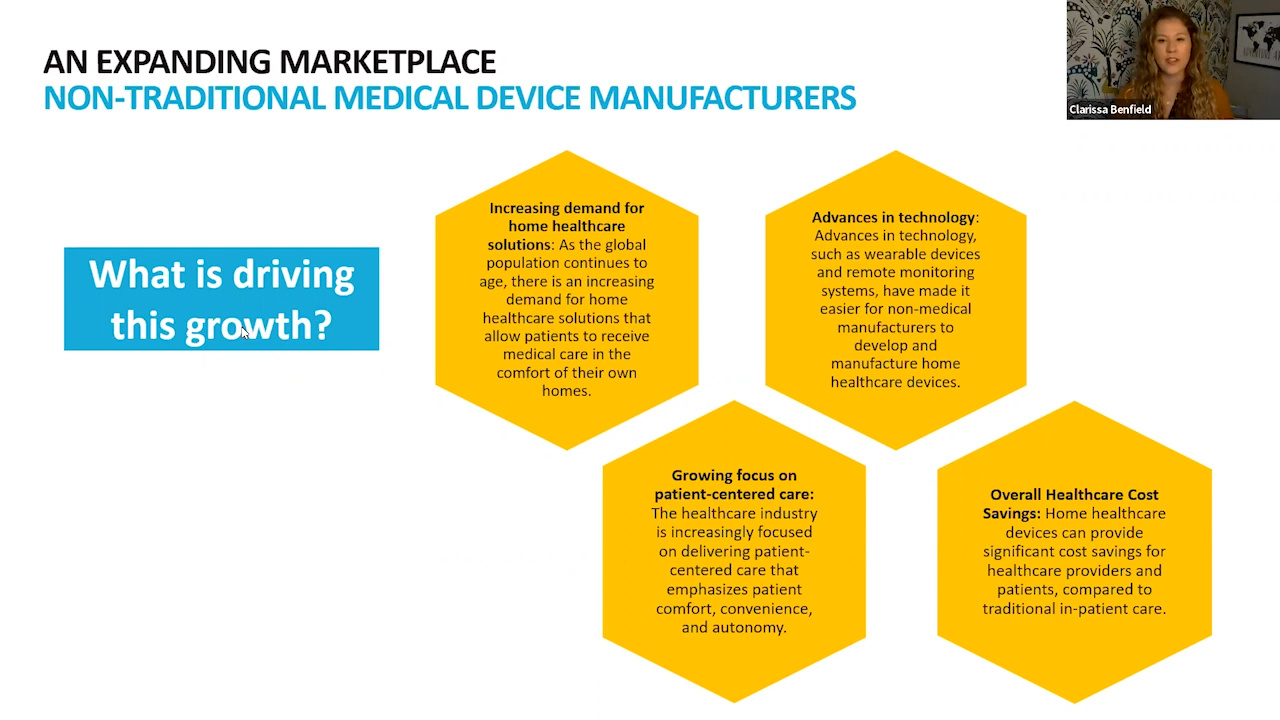 AN EXPANDING MARKETPLACE
NON-TRADITIONAL MEDICAL DEVICE MANUFACTURERS
Clarissa Benfield
What is driving
this growth?
Increasing demand for
home healthcare
solutions: As the global
population continues to
age, there is an increasing
demand for home
healthcare solutions that
allow patients to receive
medical care in the
comfort of their own
homes.
Advances in technology:
Advances in technology,
such as wearable devices
and remote monitoring
systems, have made it
easier for non-medical
manufacturers to
develop and
manufacture home
healthcare devices.
Growing focus on
patient-centered care:
The healthcare industry
is increasingly focused
on delivering patient-
centered care that
emphasizes patient
comfort, convenience,
and autonomy.
Overall Healthcare Cost
Savings: Home healthcare
devices can provide
significant cost savings for
healthcare providers and
patients, compared to
traditional in-patient care.